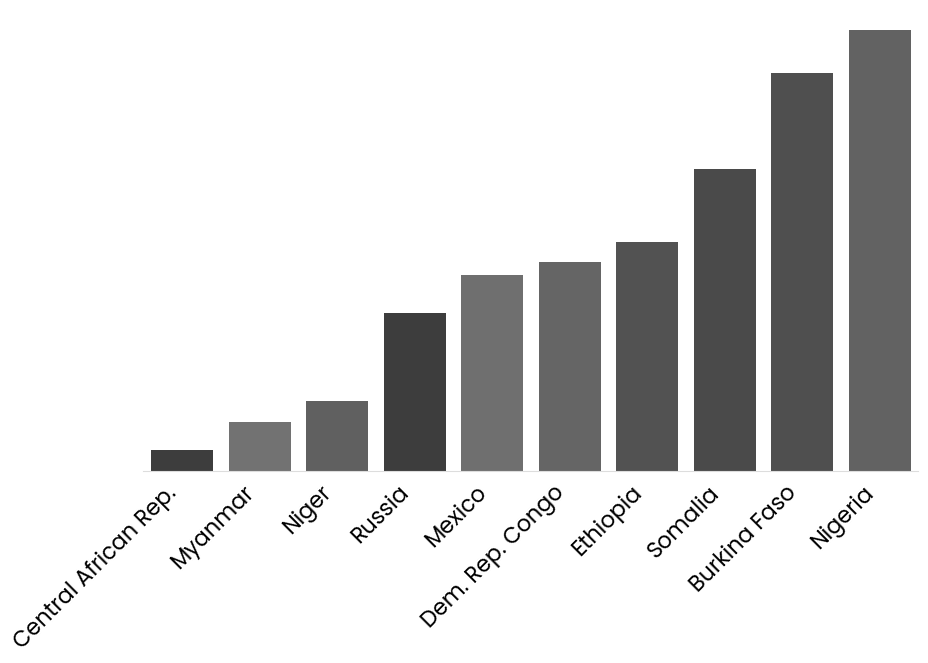 Central African Rep.
Myanmar
Niger
Russia
Mexico
Dem. Rep. Congo
Ethiopia
Somalia
Burkina Faso
Nigeria